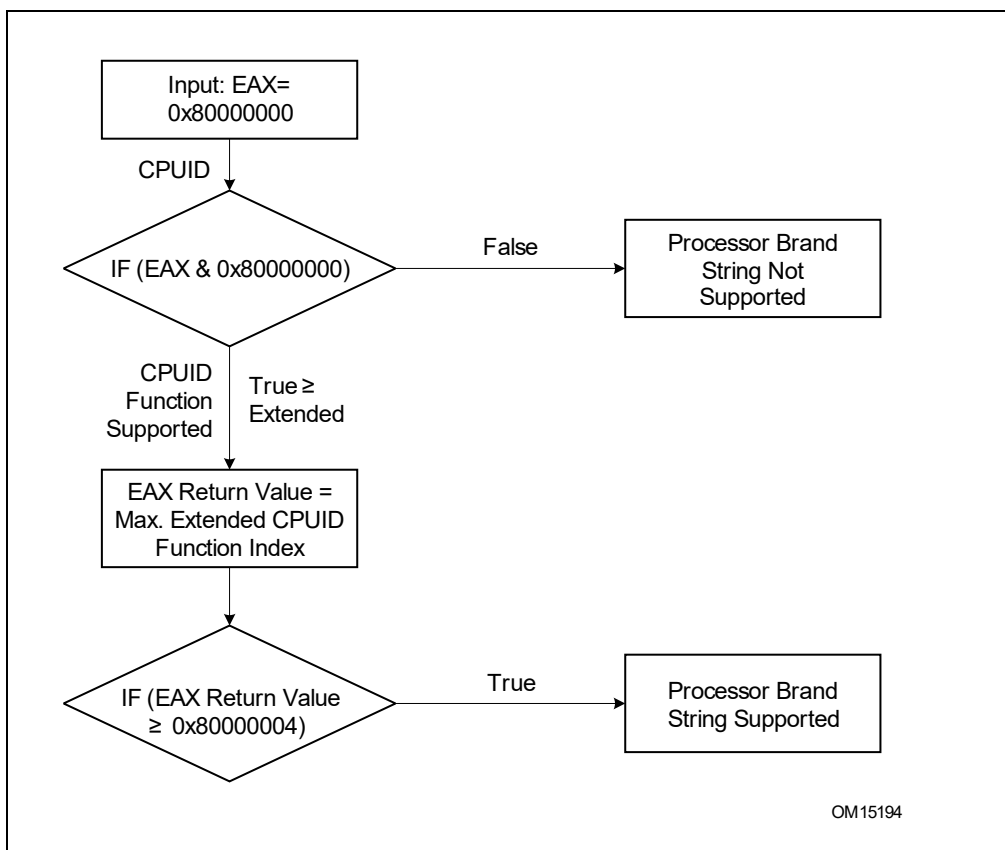 Input: EAX=
0x80000000
CPUID
IF (EAX & 0x80000000)
False
Processor Brand
String Not
Supported
CPUID
Function
Supported
True ≥
Extended
EAX Return Value =
Max. Extended CPUID
Function Index
IF (EAX Return Value
≥ 0x80000004)
True
Processor Brand
String Supported
OM15194